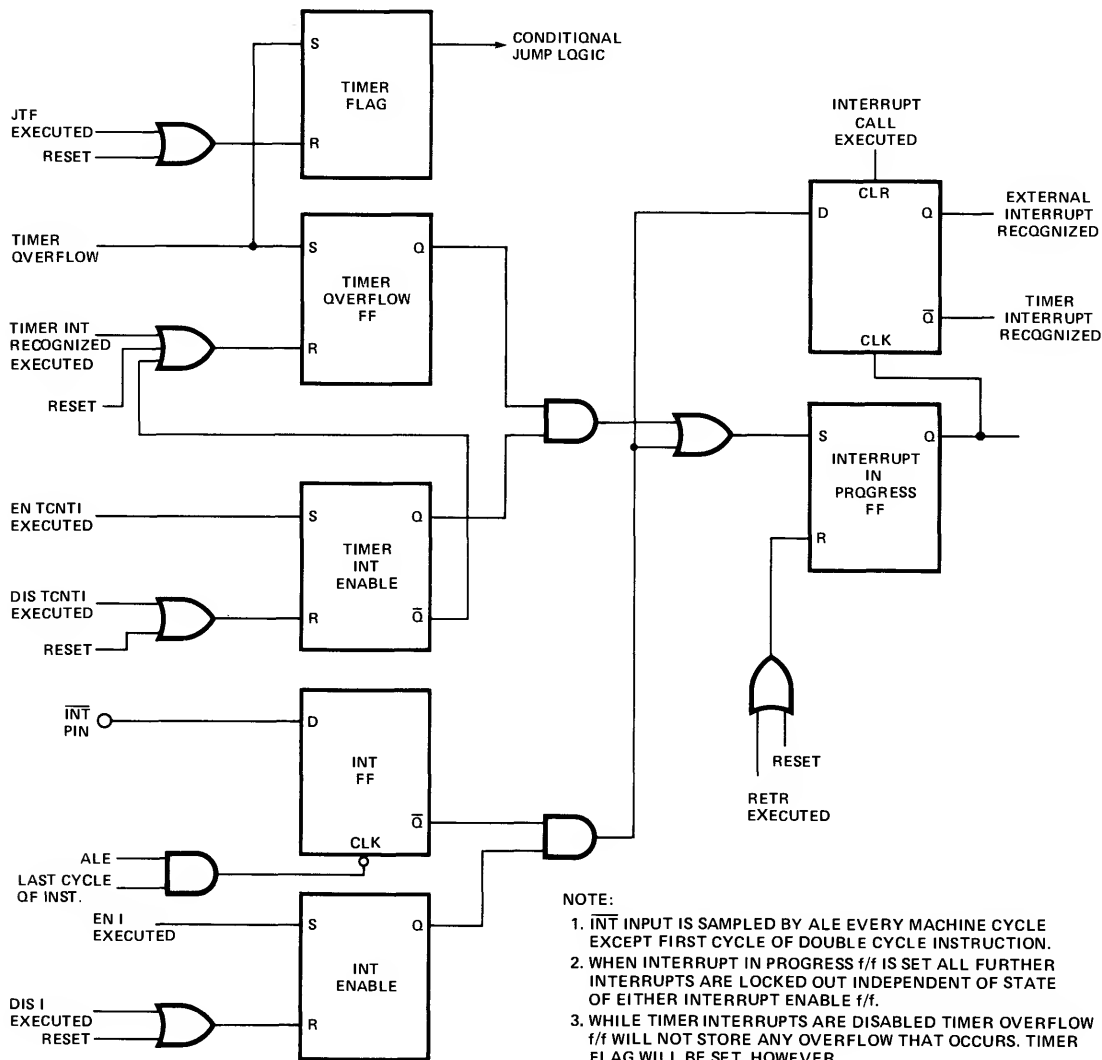 S
CONDITIONAL
JUMP LOGIC
TIMER
FLAG
JTF
EXECUTED
RESET
R
INTERRUPT
CALL
EXECUTED
CLR
D
Q
EXTERNAL
INTERRUPT
RECOGNIZED
TIMER
OVERFLOW
S
Q
TIMER
OVERFLOW
FF
Q̅
TIMER
INTERRUPT
RECOGNIZED
CLK
TIMER INT
RECOGNIZED
EXECUTED
R
RESET
S
Q
INTERRUPT
IN
PROGRESS
FF
R
EN TCNTI
EXECUTED
S
Q
TIMER
INT
ENABLE
DIS TCNTI
EXECUTED
R
Q̅
RESET
I̅N̅T̅
PIN
D
INT
FF
Q̅
CLK
RESET
RETR
EXECUTED
ALE
LAST CYCLE
OF INST.
EN I
EXECUTED
S
Q
INT
ENABLE
DIS I
EXECUTED
RESET
R
NOTE:
1. I̅N̅T̅ INPUT IS SAMPLED BY ALE EVERY MACHINE CYCLE
EXCEPT FIRST CYCLE OF DOUBLE CYCLE INSTRUCTION.
2. WHEN INTERRUPT IN PROGRESS f/f IS SET ALL FURTHER
INTERRUPTS ARE LOCKED OUT INDEPENDENT OF STATE
OF EITHER INTERRUPT ENABLE f/f.
3. WHILE TIMER INTERRUPTS ARE DISABLED TIMER OVERFLOW
f/f WILL NOT STORE ANY OVERFLOW THAT OCCURS. TIMER
FLAG WILL BE SET, HOWEVER.